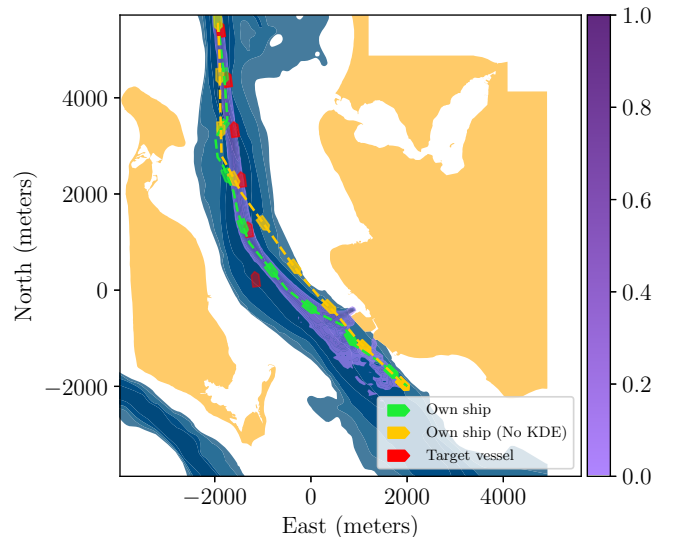 1.0
0.8
0.6
0.4
0.2
0.0
4000
2000
0
−2000
North (meters)
Own ship
Own ship (No KDE)
Target vessel
−2000
0
2000
4000
East (meters)